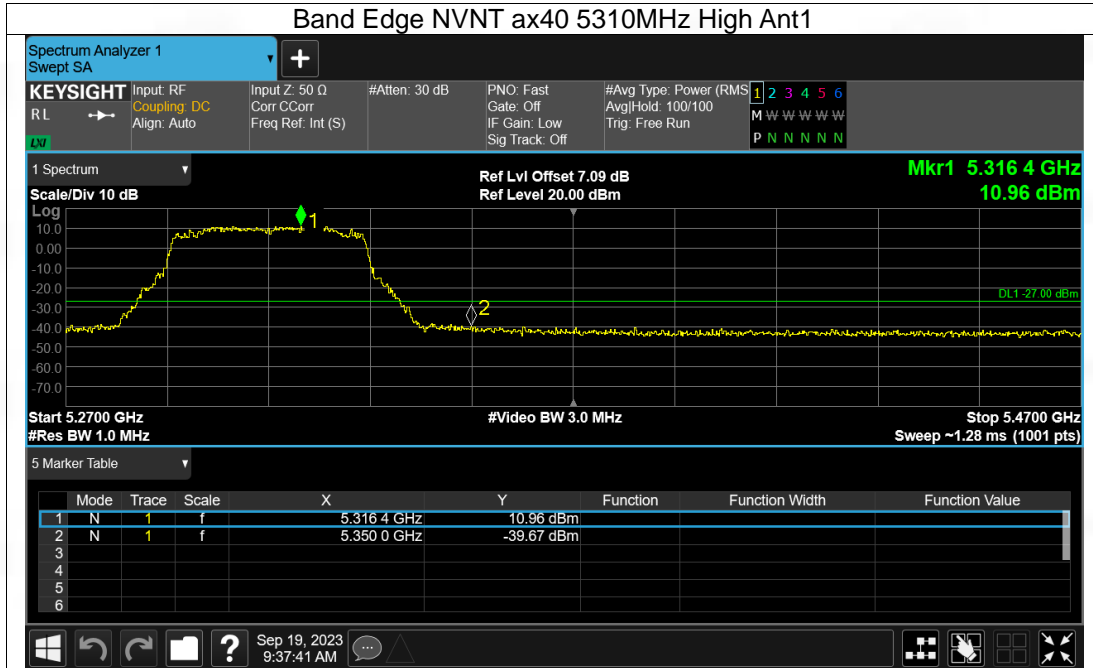 Band Edge NVNT ax40 5310MHz High Ant1
Spectrum Analyzer 1
Swept SA
KEYSIGHT Input: RF Input Z: 50 Ω #Atten: 30 dB PNO: Fast #Avg Type: Power (RMS 1 2 3 4 5 6
RL Coupling: DC Corr CCorr Gate: Off Avg|Hold: 100/100 M W W W W W W
Align: Auto Freq Ref: Int (S) IF Gain: Low Trig: Free Run
LXI Sig Track: Off P N N N N N N
1 Spectrum Ref Lvl Offset 7.09 dB Mkr1 5.316 4 GHz
Scale/Div 10 dB Ref Level 20.00 dBm 10.96 dBm
Log
10.0
1
0.00
-10.0
-20.0
DL1 -27.00 dBm
-30.0
2
-40.0
-50.0
-60.0
-70.0
Start 5.2700 GHz #Video BW 3.0 MHz Stop 5.4700 GHz
#Res BW 1.0 MHz Sweep ~1.28 ms (1001 pts)
5 Marker Table
Mode Trace Scale X Y Function Function Width Function Value
1 N 1 f 5.316 4 GHz 10.96 dBm
2 N 1 f 5.350 0 GHz -39.67 dBm
3
4
5
6
? Sep 19, 2023
9:37:41 AM